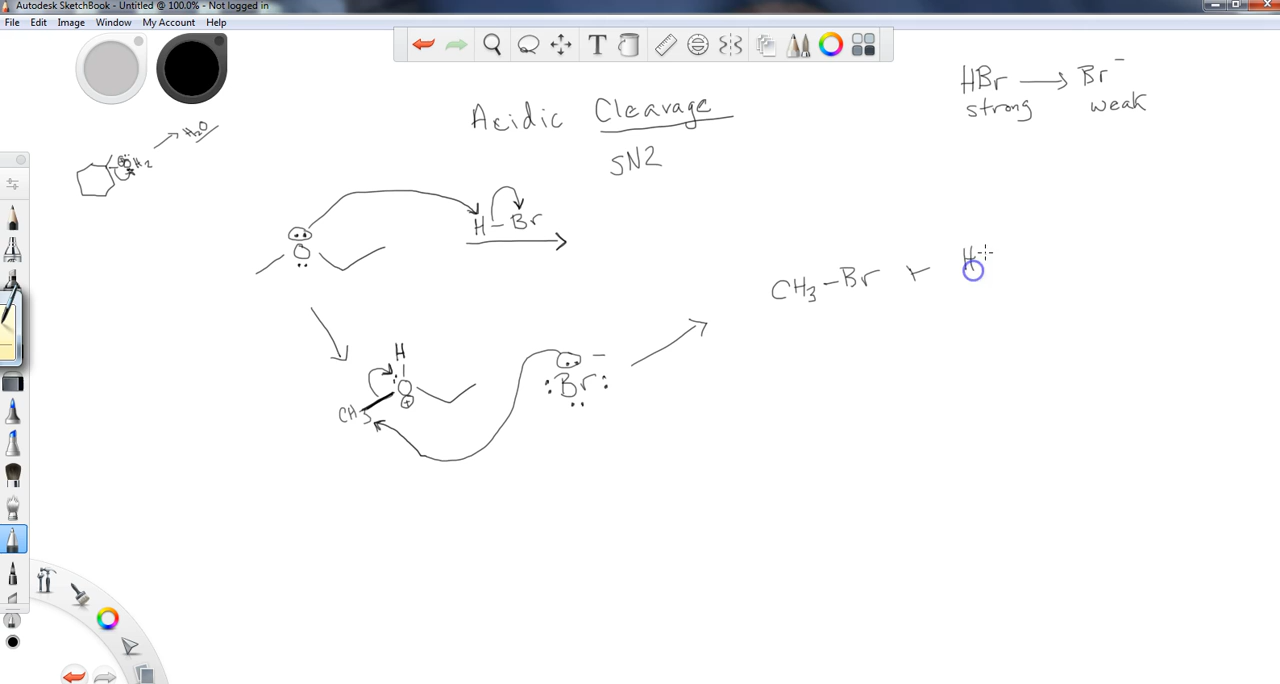 Autodesk SketchBook - Untitled @ 100.0% - Not logged in
File Edit Image Window My Account Help
T
HBr → Br⁻
strong weak
Acidic Cleavage
SN2
H₂O
OH2
H-Br
O
CH3-Br + H
H
O
CH3
:Br: −